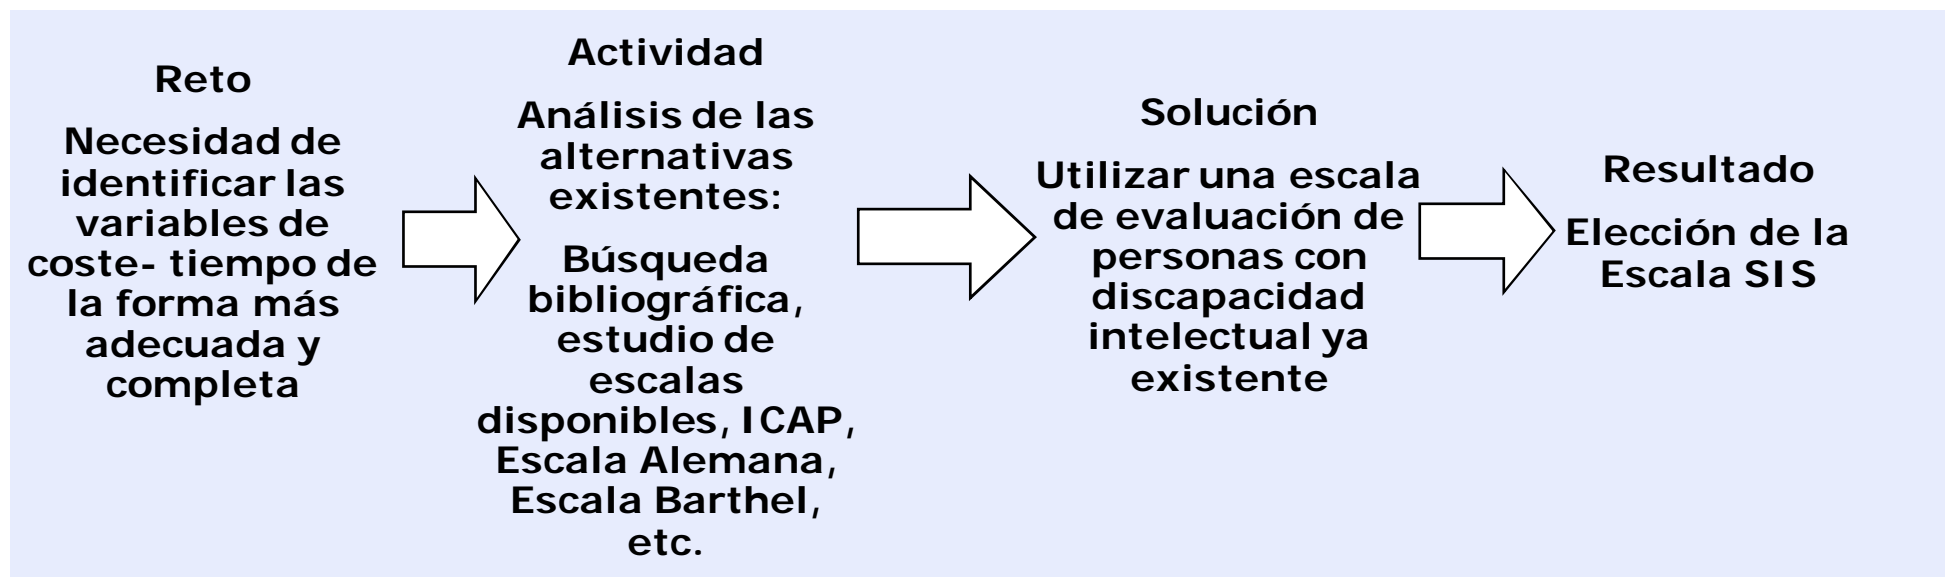 Reto
Necesidad de
identificar las
variables de
coste- tiempo de
la forma más
adecuada y
completa
Actividad
Análisis de las
alternativas
existentes:
Búsqueda
bibliográfica,
estudio de
escalas
disponibles, ICAP,
Escala Alemana,
Escala Barthel,
etc.
Solución
Utilizar una escala
de evaluación de
personas con
discapacidad
intelectual ya
existente
Resultado
Elección de la
Escala SIS